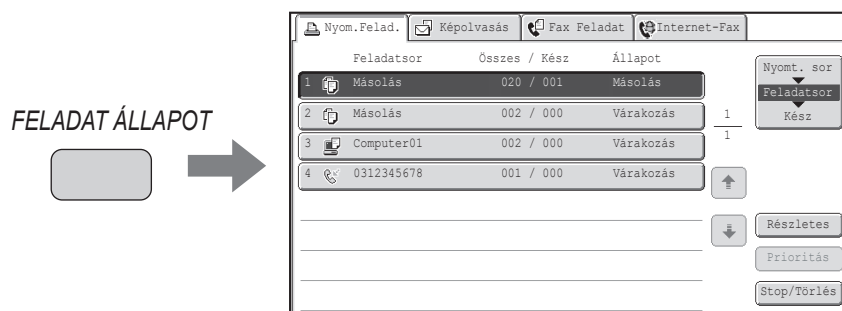 FELADAT ÁLLAPOT
Nyom.Felad. Képolvasás Fax Feladat Internet-Fax
Feladatsor Összes / Kész Állapot
1 Másolás 020 / 001 Másolás
2 Másolás 002 / 000 Várakozás
3 Computer01 002 / 000 Várakozás
4 0312345678 001 / 000 Várakozás
1
1
Nyomt. sor
Feladatsor
Kész
Részletes
Prioritás
Stop/Törlés